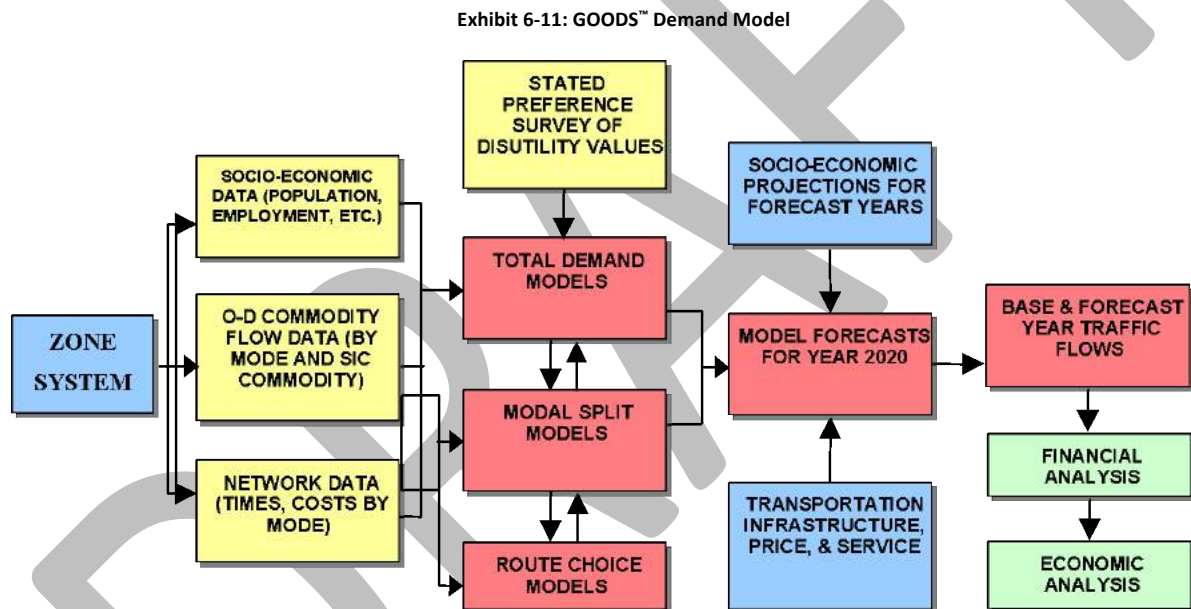 Exhibit 6-11: GOODS™ Demand Model
STATED
PREFERENCE
SURVEY OF
DISUTILITY VALUES
SOCIO-ECONOMIC
DATA (POPULATION,
EMPLOYMENT, ETC.)
SOCIO-ECONOMIC
PROJECTIONS FOR
FORECAST YEARS
TOTAL DEMAND
MODELS
ZONE
SYSTEM
O-D COMMODITY
FLOW DATA (BY
MODE AND SIC
COMMODITY)
MODEL FORECASTS
FOR YEAR 2020
BASE & FORECAST
YEAR TRAFFIC
FLOWS
MODAL SPLIT
MODELS
NETWORK DATA
(TIMES, COSTS BY
MODE)
TRANSPORTATION
INFRASTRUCTURE,
PRICE, & SERVICE
FINANCIAL
ANALYSIS
ROUTE CHOICE
MODELS
ECONOMIC
ANALYSIS